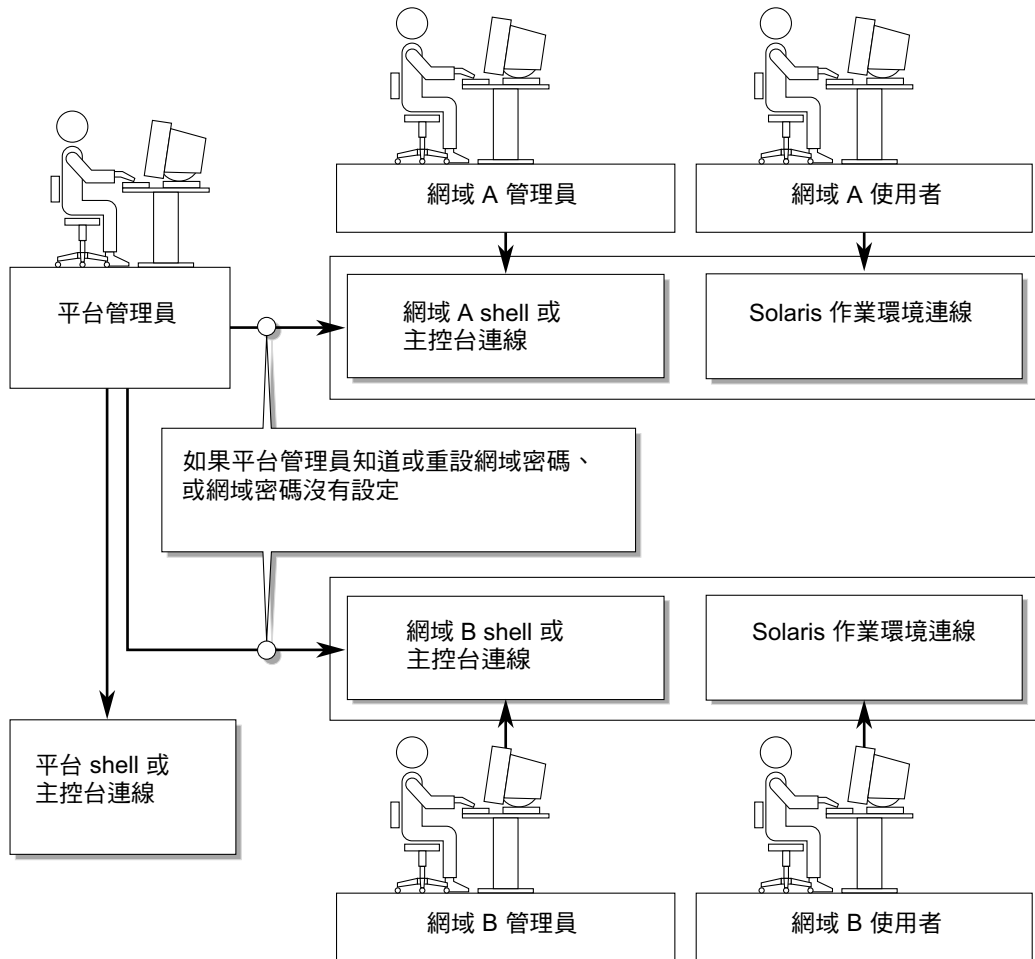 網域 A 管理員
網域 A 使用者
平台管理員
網域 A shell 或
主控台連線
Solaris 作業環境連線
如果平台管理員知道或重設網域密碼、
或網域密碼沒有設定
網域 B shell 或
主控台連線
Solaris 作業環境連線
平台 shell 或
主控台連線
網域 B 管理員
網域 B 使用者